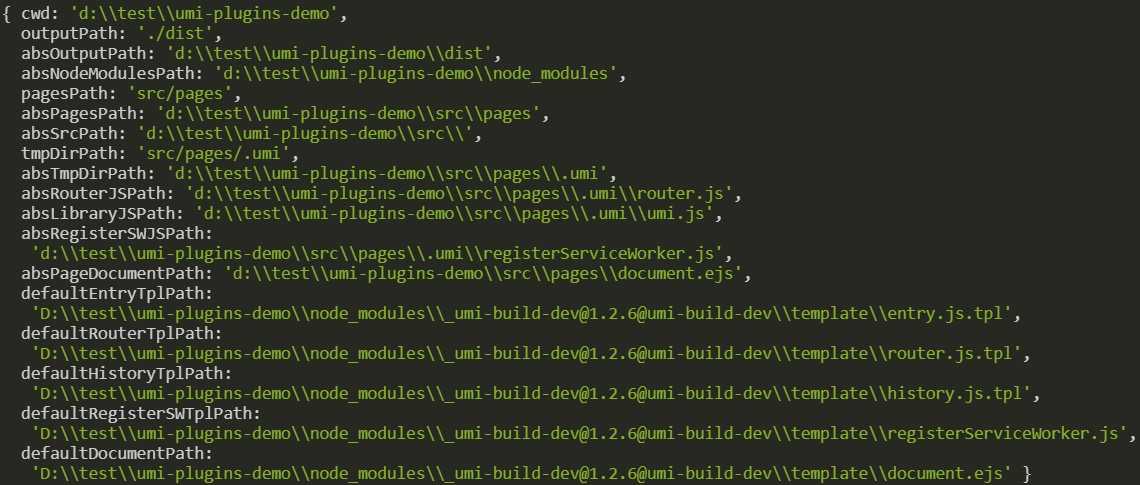 { cwd: 'd:\\test\\umi-plugins-demo',
  outputPath: './dist',
  absOutputPath: 'd:\\test\\umi-plugins-demo\\dist',
  absNodeModulesPath: 'd:\\test\\umi-plugins-demo\\node_modules',
  pagesPath: 'src/pages',
  absPagesPath: 'd:\\test\\umi-plugins-demo\\src\\pages',
  absSrcPath: 'd:\\test\\umi-plugins-demo\\src\\',
  tmpDirPath: 'src/pages/.umi',
  absTmpDirPath: 'd:\\test\\umi-plugins-demo\\src\\pages\\.umi',
  absRouterJSPath: 'd:\\test\\umi-plugins-demo\\src\\pages\\.umi\\router.js',
  absLibraryJSPath: 'd:\\test\\umi-plugins-demo\\src\\pages\\.umi\\umi.js',
  absRegisterSWJSPath:
   'd:\\test\\umi-plugins-demo\\src\\pages\\.umi\\registerServiceWorker.js',
  absPageDocumentPath: 'd:\\test\\umi-plugins-demo\\src\\pages\\document.ejs',
  defaultEntryTplPath:
   'D:\\test\\umi-plugins-demo\\node_modules\\_umi-build-dev@1.2.6@umi-build-dev\\template\\entry.js.tpl',
  defaultRouterTplPath:
   'D:\\test\\umi-plugins-demo\\node_modules\\_umi-build-dev@1.2.6@umi-build-dev\\template\\router.js.tpl',
  defaultHistoryTplPath:
   'D:\\test\\umi-plugins-demo\\node_modules\\_umi-build-dev@1.2.6@umi-build-dev\\template\\history.js.tpl',
  defaultRegisterSWTplPath:
   'D:\\test\\umi-plugins-demo\\node_modules\\_umi-build-dev@1.2.6@umi-build-dev\\template\\registerServiceWorker.js',
  defaultDocumentPath:
   'D:\\test\\umi-plugins-demo\\node_modules\\_umi-build-dev@1.2.6@umi-build-dev\\template\\document.ejs' }